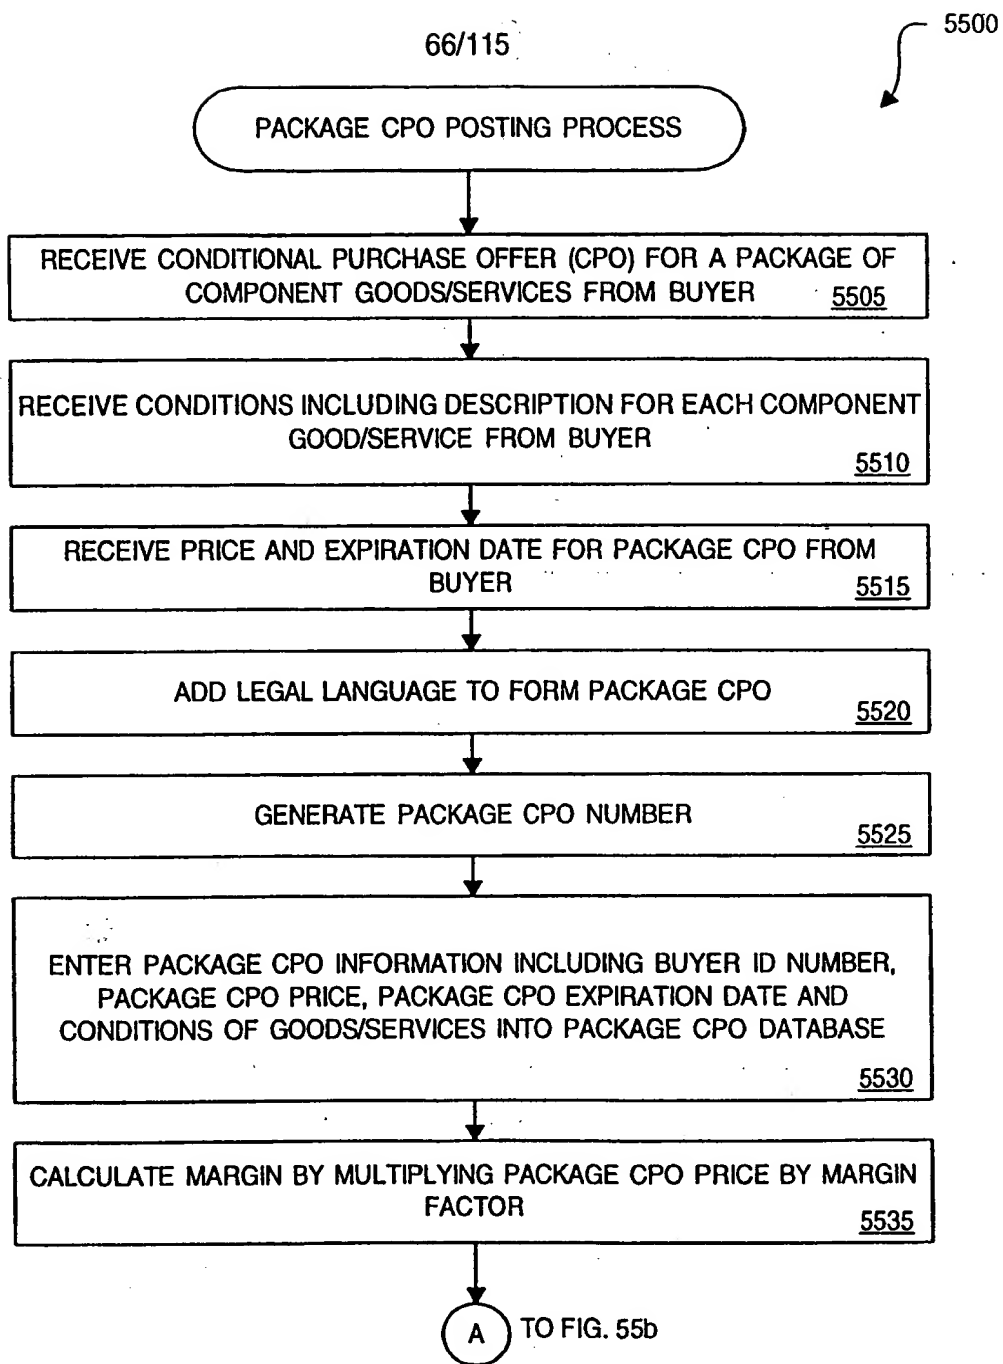 5500
66/115
PACKAGE CPO POSTING PROCESS
RECEIVE CONDITIONAL PURCHASE OFFER (CPO) FOR A PACKAGE OF
COMPONENT GOODS/SERVICES FROM BUYER 5505
RECEIVE CONDITIONS INCLUDING DESCRIPTION FOR EACH COMPONENT
GOOD/SERVICE FROM BUYER
5510
RECEIVE PRICE AND EXPIRATION DATE FOR PACKAGE CPO FROM
BUYER 5515
ADD LEGAL LANGUAGE TO FORM PACKAGE CPO
5520
GENERATE PACKAGE CPO NUMBER
5525
ENTER PACKAGE CPO INFORMATION INCLUDING BUYER ID NUMBER,
PACKAGE CPO PRICE, PACKAGE CPO EXPIRATION DATE AND
CONDITIONS OF GOODS/SERVICES INTO PACKAGE CPO DATABASE
5530
CALCULATE MARGIN BY MULTIPLYING PACKAGE CPO PRICE BY MARGIN
FACTOR 5535
A TO FIG. 55b